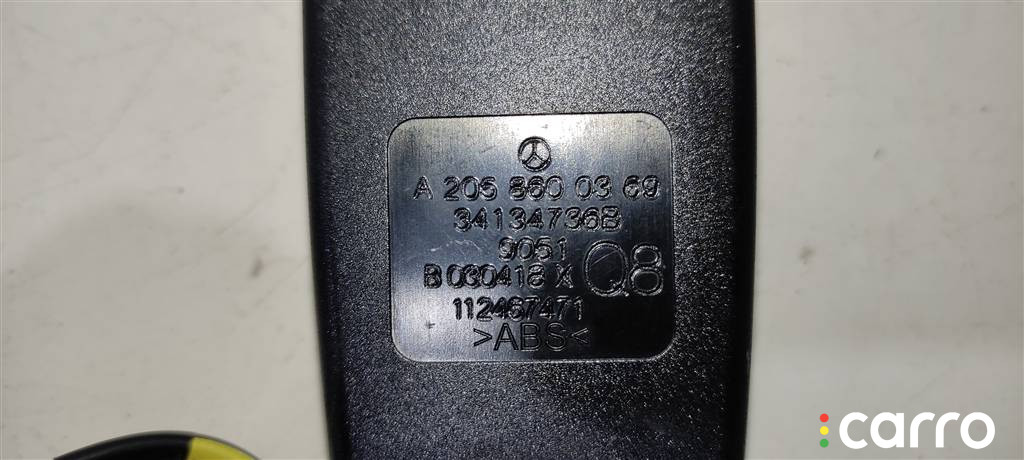 A 205 860 03 69
34134736B
9051
B 030418 X Q8
112467471
>ABS<
carro